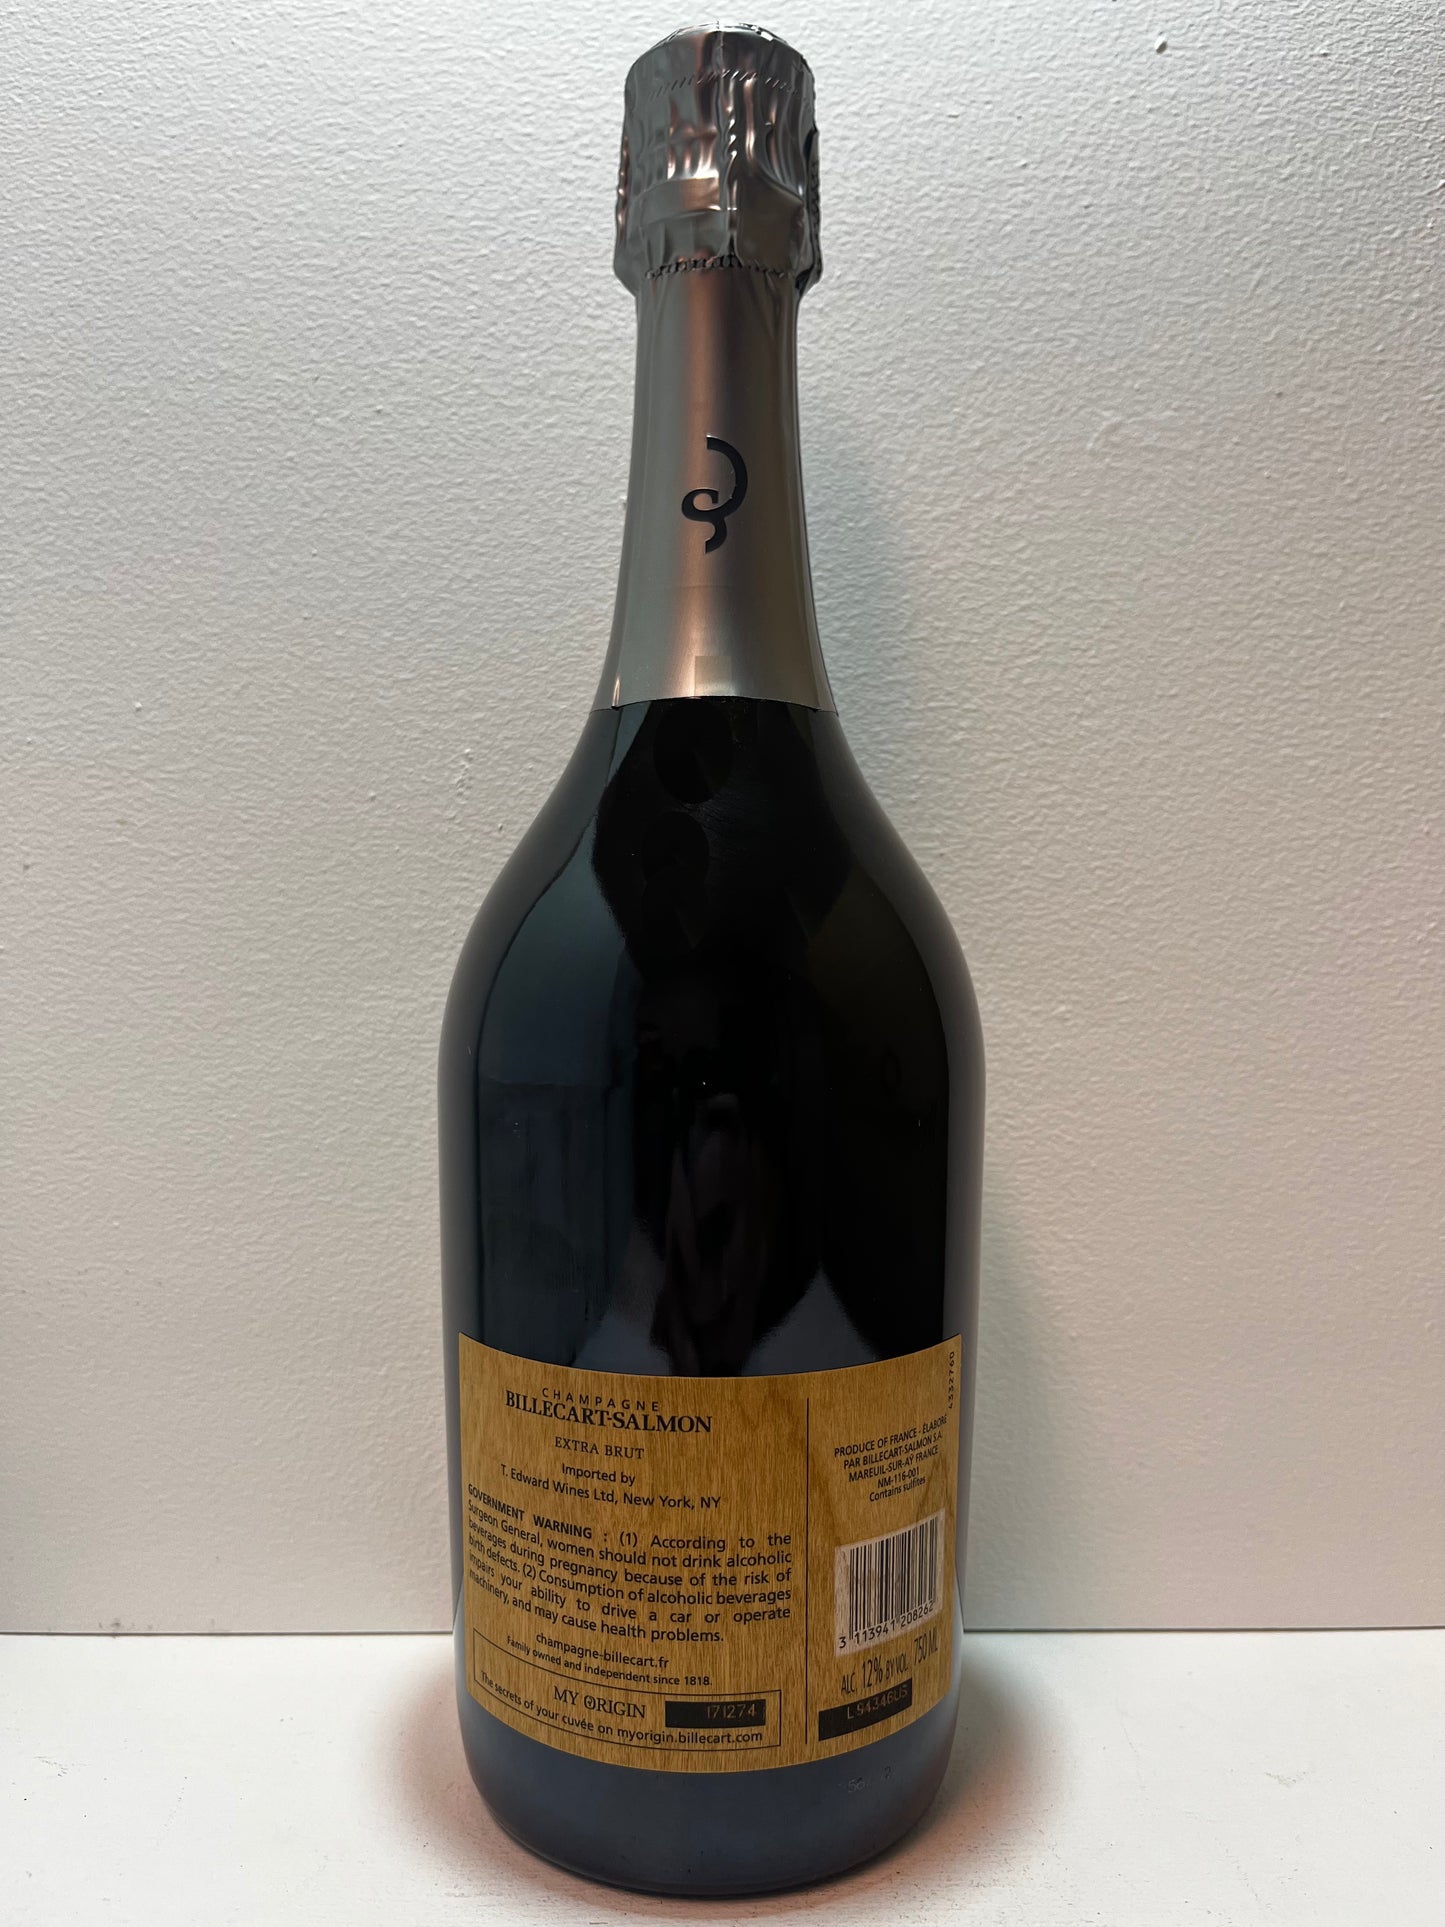 CHAMPAGNE
BILLECART-SALMON
EXTRA BRUT
Imported by
T. Edward Wines Ltd, New York, NY
GOVERNMENT WARNING : (1) According to the
Surgeon General, women should not drink alcoholic
beverages during pregnancy because of the risk of
birth defects. (2) Consumption of alcoholic beverages
impairs your ability to drive a car or operate
machinery, and may cause health problems.
champagne-billecart.fr
Family owned and independent since 1818.
MY ORIGIN
171274
The secrets of your cuvée on myorigin.billecart.com
4332760
PRODUCE OF FRANCE - ÉLABORÉ
PAR BILLECART-SALMON S.A.
MAREUIL-SUR-AŸ FRANCE
NM-116-001
Contains sulfites
3 113941 208262
ALC. 12% BY VOL. 750 ML
L94346US